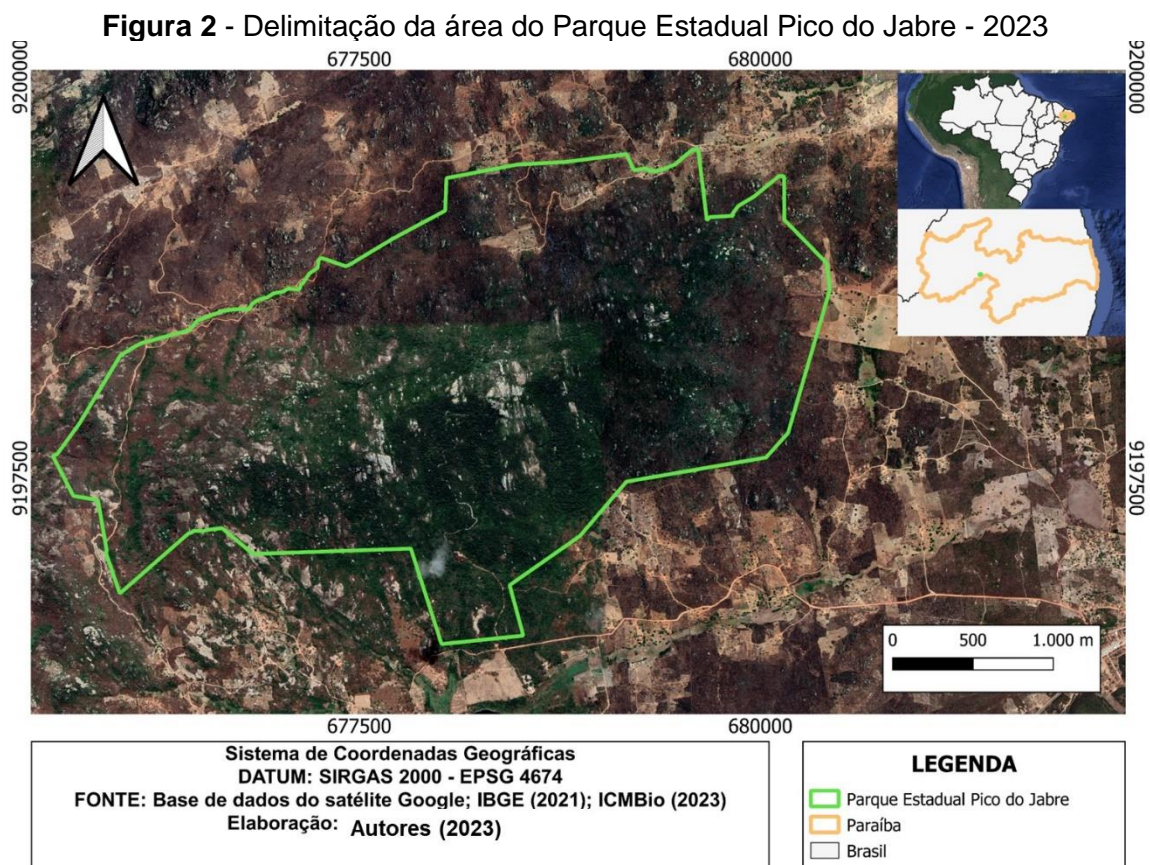 Figura 2 - Delimitação da área do Parque Estadual Pico do Jabre - 2023
677500 680000
9200000 9200000
9197500 9197500
0 500 1.000 m
677500 680000
Sistema de Coordenadas Geográficas
DATUM: SIRGAS 2000 - EPSG 4674
FONTE: Base de dados do satélite Google; IBGE (2021); ICMBio (2023)
Elaboração: Autores (2023)
LEGENDA
Parque Estadual Pico do Jabre
Paraíba
Brasil